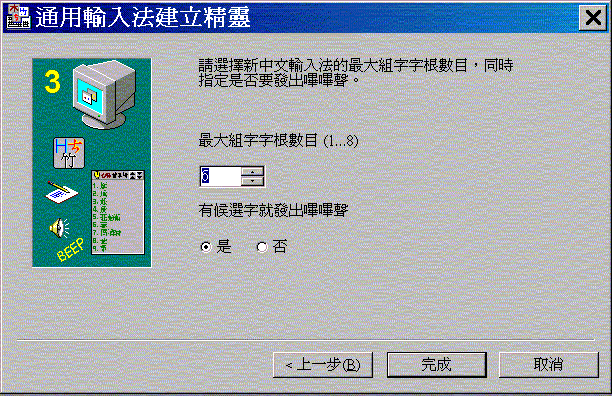 通用輸入法建立精靈
3
請選擇新中文輸入法的最大組字字根數目，同時
指定是否要發出嗶嗶聲。
最大組字字根數目 (1...8)
6
有候選字就發出嗶嗶聲
是
否
BEEP
< 上一步(B)
完成
取消